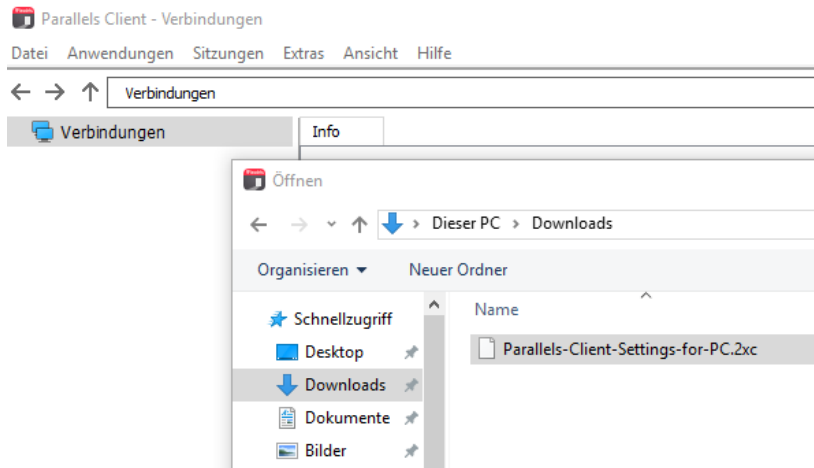 Parallels Client - Verbindungen
Datei Anwendungen Sitzungen Extras Ansicht Hilfe
Verbindungen
Verbindungen
Info
Öffnen
Dieser PC > Downloads
Organisieren Neuer Ordner
Schnellzugriff
Desktop
Downloads
Dokumente
Bilder
Name
Parallels-Client-Settings-for-PC.2xc